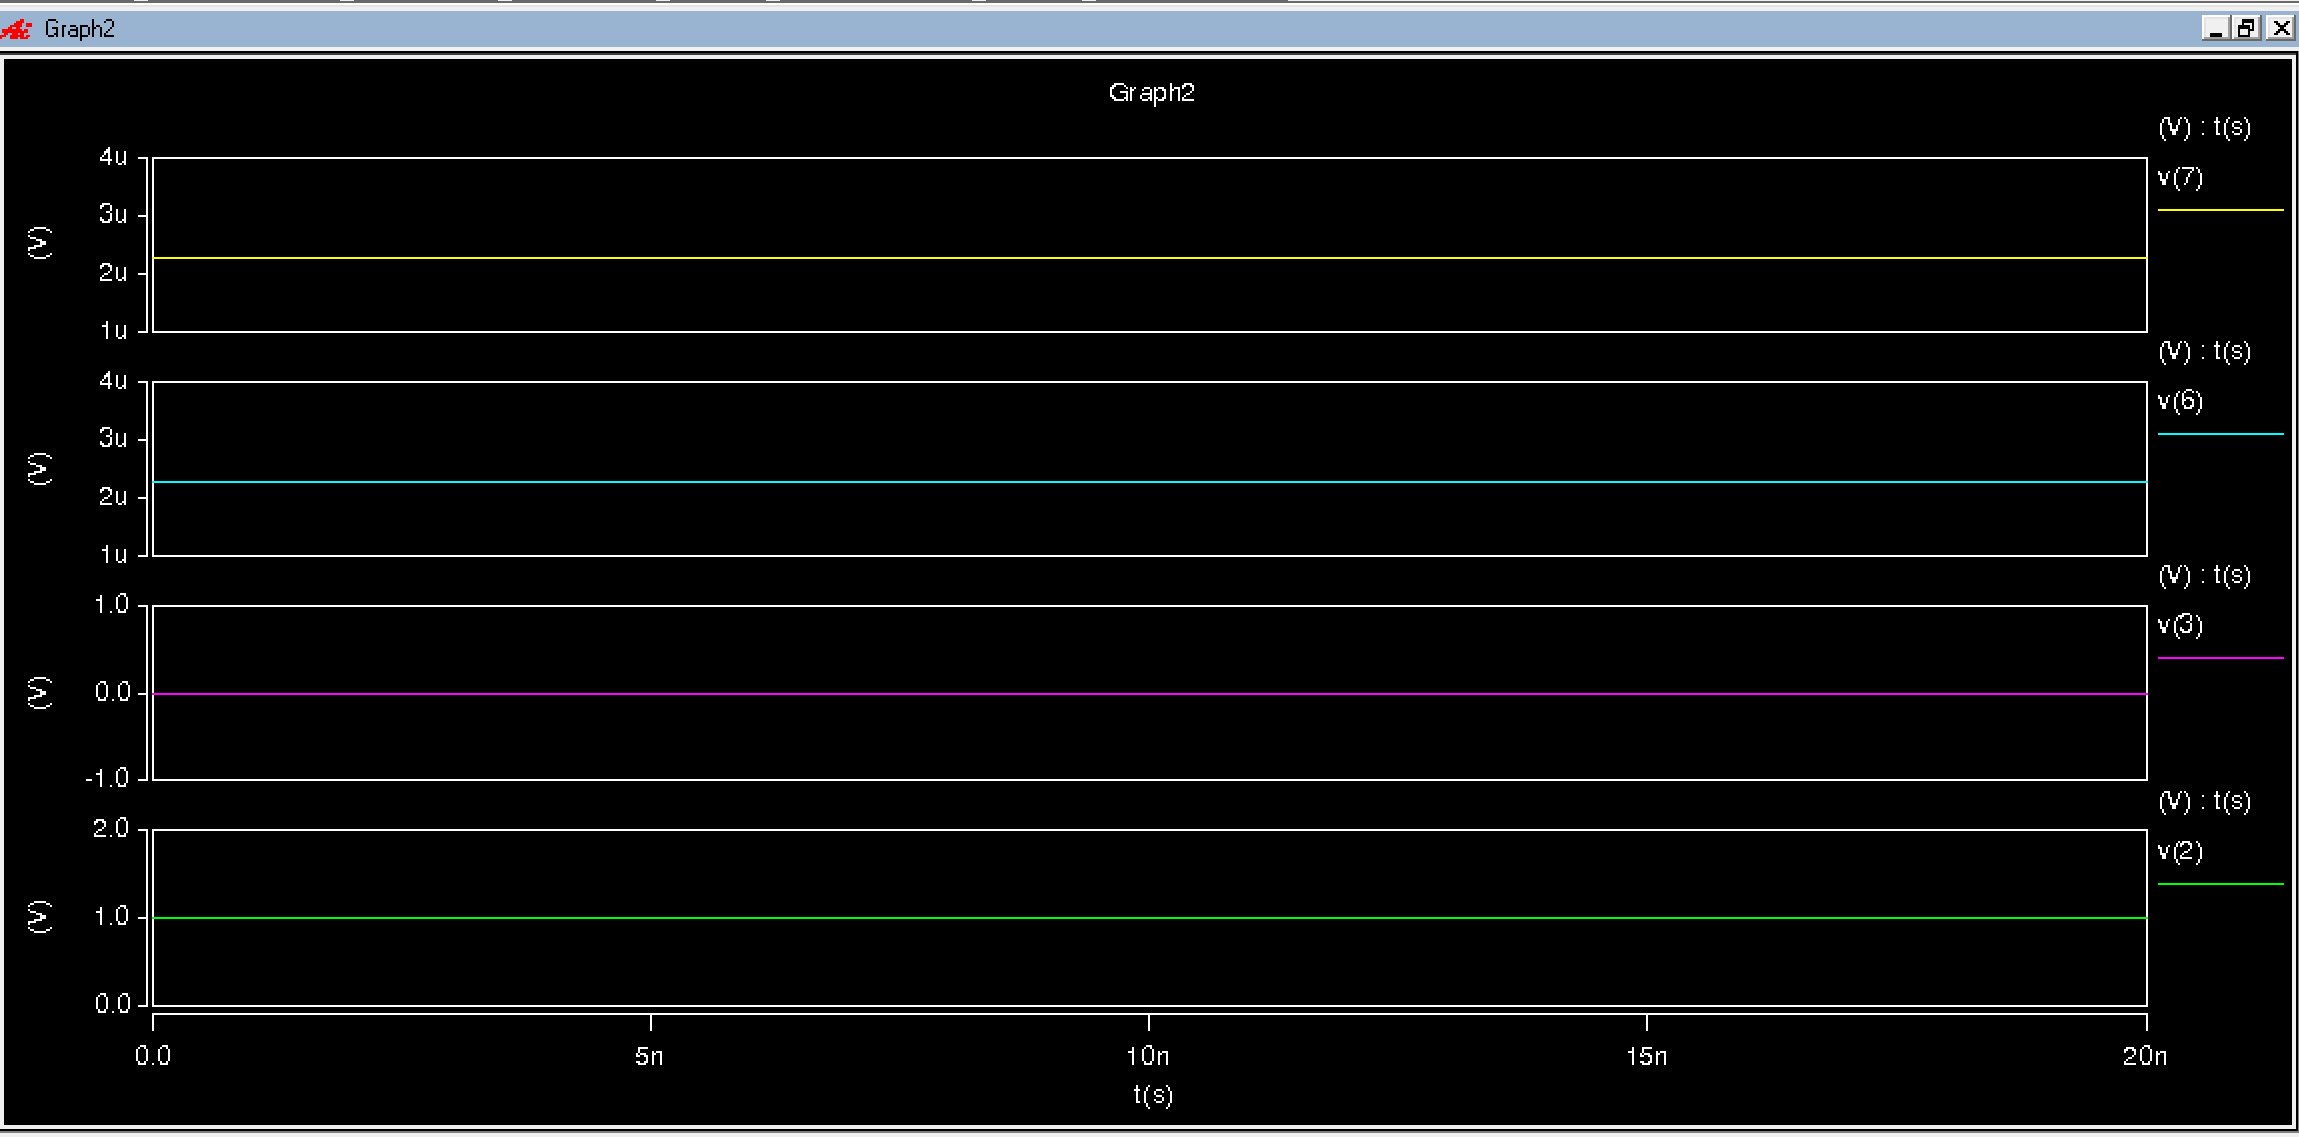 Graph2
Graph2
(V) : t(s)
v(7)
4u
3u
2u
1u
(V)
(V) : t(s)
v(6)
4u
3u
2u
1u
(V)
(V) : t(s)
v(3)
1.0
0.0
-1.0
(V)
(V) : t(s)
v(2)
2.0
1.0
0.0
(V)
0.0 5n 10n 15n 20n
t(s)